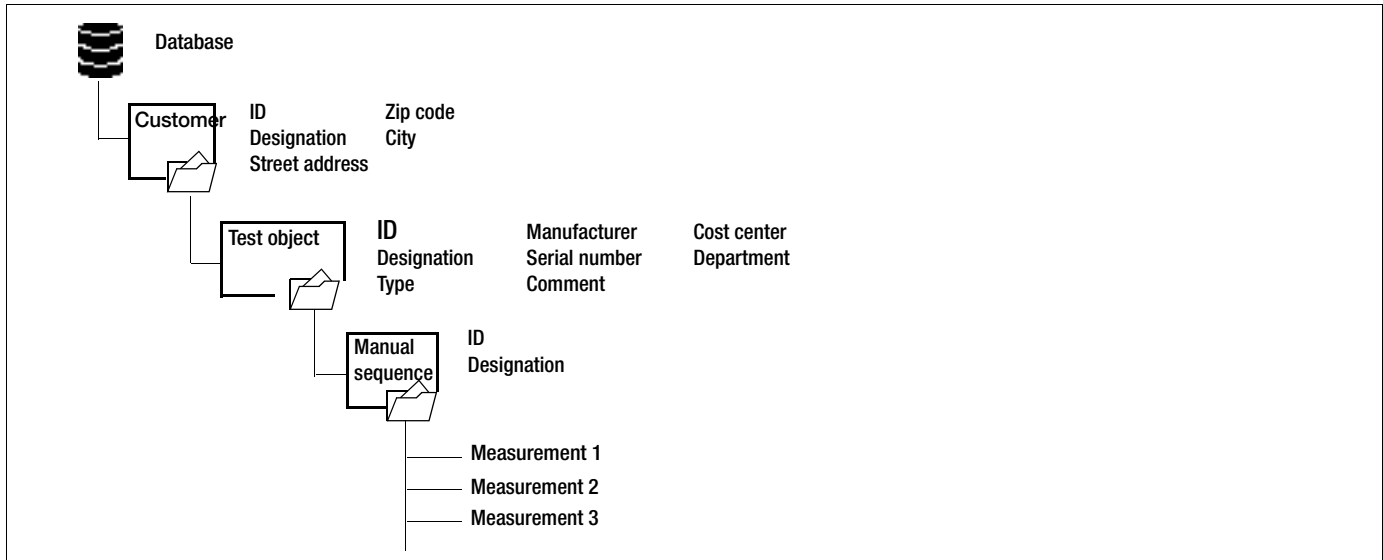 Database
Customer
ID Zip code
Designation City
Street address
Test object
ID Manufacturer Cost center
Designation Serial number Department
Type Comment
Manual
sequence
ID
Designation
Measurement 1
Measurement 2
Measurement 3